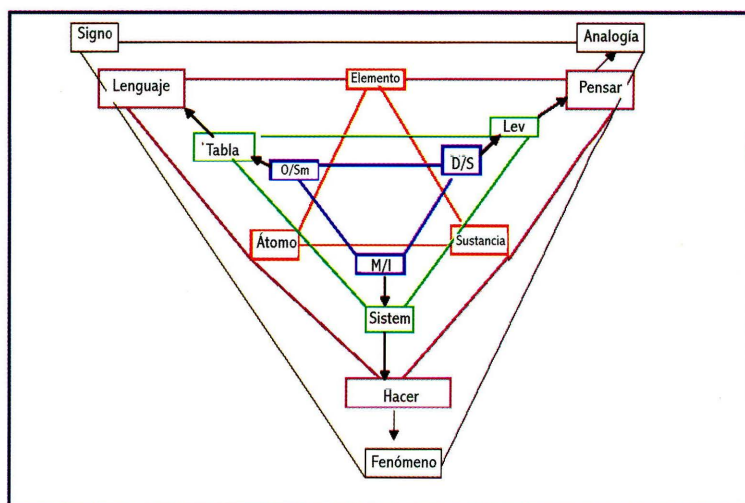 Signo
Analogía
Lenguaje
Elemento
Pensar
Lev
Tabla
O/Sm
D/S
Átomo
Sustancia
M/I
Sistem
Hacer
Fenómeno